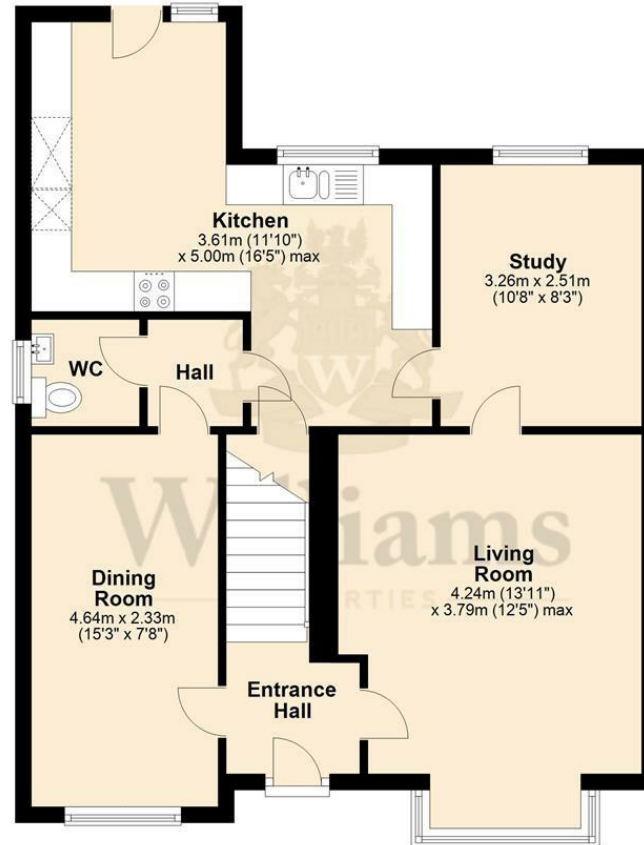 Kitchen
3.61m (11'10")
x 5.00m (16'5") max
Study
3.26m x 2.51m
(10'8" x 8'3")
WC
Hall
W
Williams
PROPERTIES
Dining
Room
4.64m x 2.33m
(15'3" x 7'8")
Living
Room
4.24m (13'11")
x 3.79m (12'5") max
Entrance
Hall